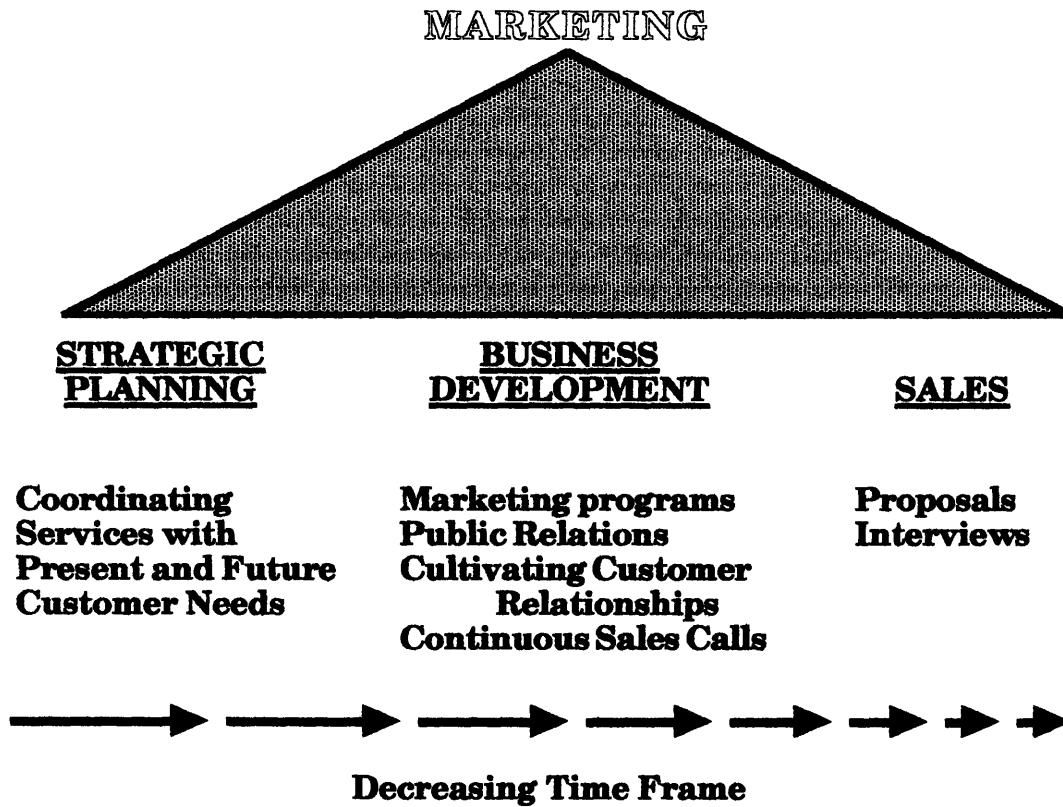 MARKETING
STRATEGIC
PLANNING
Coordinating
Services with
Present and Future
Customer Needs
BUSINESS
DEVELOPMENT
Marketing programs
Public Relations
Cultivating Customer
Relationships
Continuous Sales Calls
SALES
Proposals
Interviews
Decreasing Time Frame